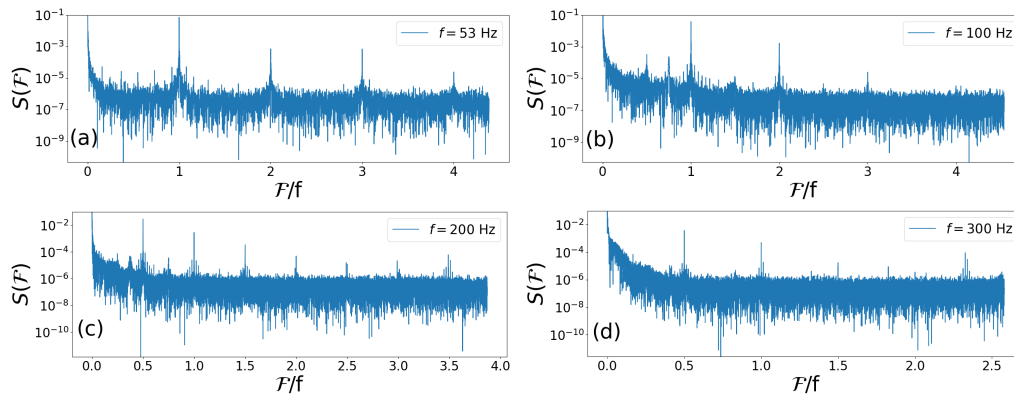 10⁻¹
10⁻³
10⁻⁵
10⁻⁷
10⁻⁹
S(𝓕)
f = 53 Hz
(a)
0 1 2 3 4
𝓕/f
10⁻¹
10⁻³
10⁻⁵
10⁻⁷
10⁻⁹
S(𝓕)
f = 100 Hz
(b)
0 1 2 3 4
𝓕/f
10⁻²
10⁻⁴
10⁻⁶
10⁻⁸
10⁻¹⁰
S(𝓕)
f = 200 Hz
(c)
0.0 0.5 1.0 1.5 2.0 2.5 3.0 3.5 4.0
𝓕/f
10⁻²
10⁻⁴
10⁻⁶
10⁻⁸
10⁻¹⁰
S(𝓕)
f = 300 Hz
(d)
0.0 0.5 1.0 1.5 2.0 2.5
𝓕/f